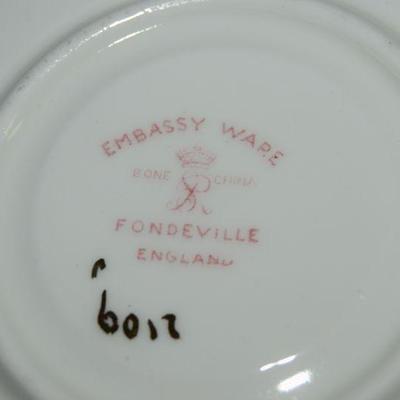 EMBASSY WARE
BONE CHINA
FONDEVILLE
ENGLAND
6012